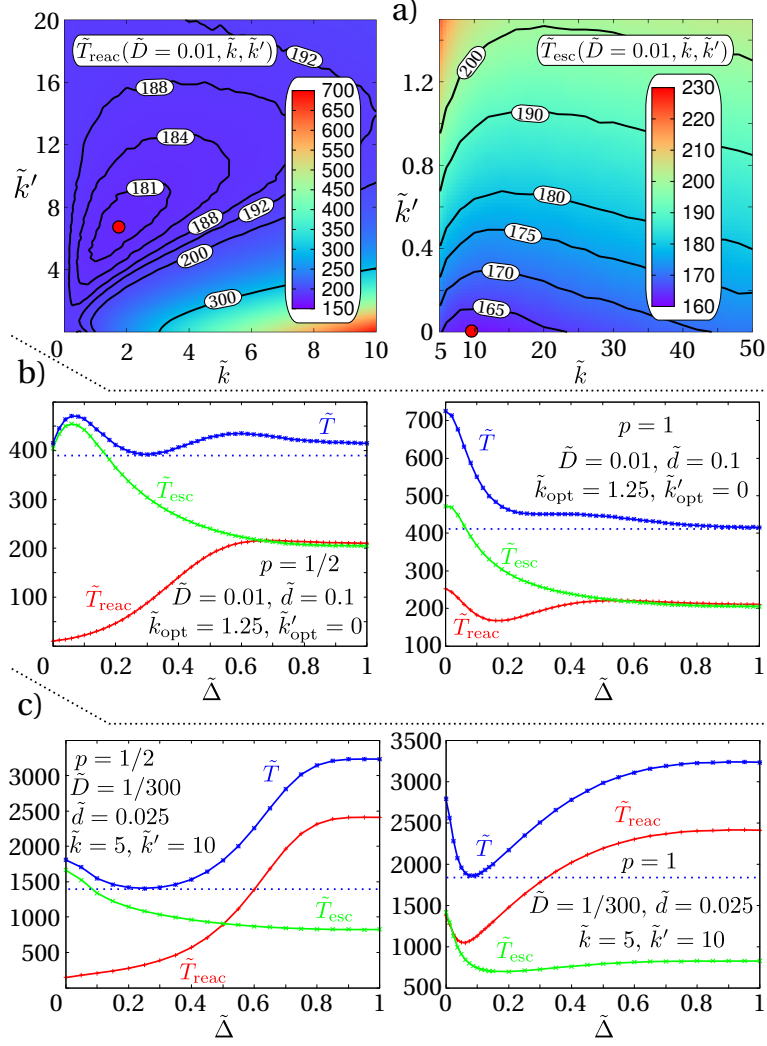 a)
20
16
12
8
4
k̃′
T̃reac(D̃ = 0.01, k̃, k̃′)
192
188
184
181
188
192
200
300
700
650
600
550
500
450
400
350
300
250
200
150
0 2 4 6 8 10
k̃
1.2
0.8
0.4
0
k̃′
T̃esc(D̃ = 0.01, k̃, k̃′)
200
190
180
175
170
165
230
220
210
200
190
180
170
160
5 10 20 30 40 50
k̃
b)
400
300
200
100
T̃
T̃esc
T̃reac
p = 1/2
D̃ = 0.01, d̃ = 0.1
k̃opt = 1.25, k̃′opt = 0
0 0.2 0.4 0.6 0.8 1
Δ̃
700
600
500
400
300
200
100
T̃
p = 1
D̃ = 0.01, d̃ = 0.1
k̃opt = 1.25, k̃′opt = 0
T̃esc
T̃reac
0 0.2 0.4 0.6 0.8 1
Δ̃
c)
3000
2500
2000
1500
1000
500
p = 1/2
D̃ = 1/300
d̃ = 0.025
k̃ = 5, k̃′ = 10
T̃
T̃esc
T̃reac
0 0.2 0.4 0.6 0.8 1
Δ̃
3500
3000
2500
2000
1500
1000
500
T̃reac
T̃
p = 1
D̃ = 1/300, d̃ = 0.025
k̃ = 5, k̃′ = 10
T̃esc
0 0.2 0.4 0.6 0.8 1
Δ̃